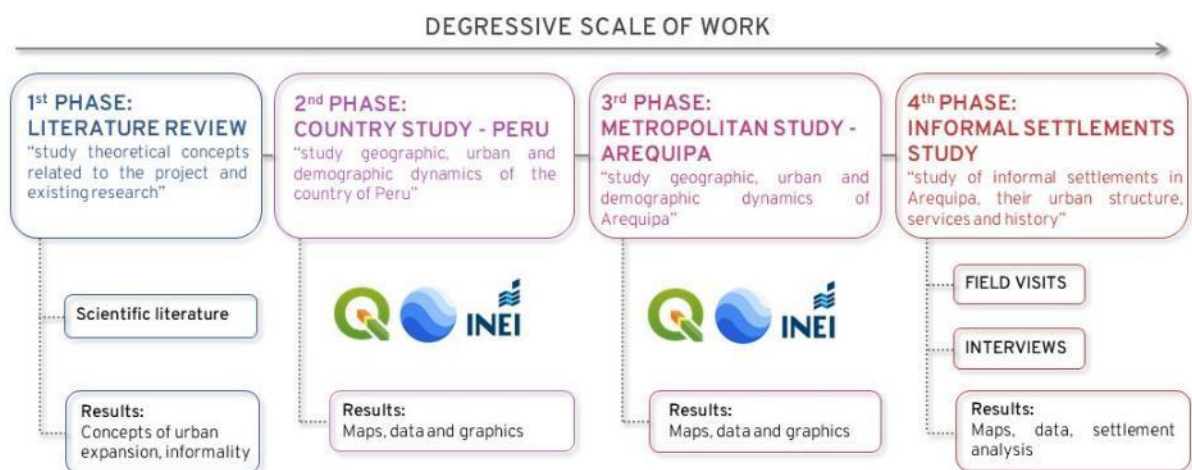 DEGRESSIVE SCALE OF WORK
1st PHASE:
LITERATURE REVIEW
“study theoretical concepts
related to the project and
existing research”
2nd PHASE:
COUNTRY STUDY - PERU
“study geographic, urban and
demographic dynamics of the
country of Peru”
3rd PHASE:
METROPOLITAN STUDY -
AREQUIPA
“study geographic, urban and
demographic dynamics of
Arequipa”
4th PHASE:
INFORMAL SETTLEMENTS
STUDY
“study of informal settlements in
Arequipa, their urban structure,
services and history”
Scientific literature
Results:
Concepts of urban
expansion, informality
INEI
Results:
Maps, data and graphics
INEI
Results:
Maps, data and graphics
FIELD VISITS
INTERVIEWS
Results:
Maps, data, settlement
analysis